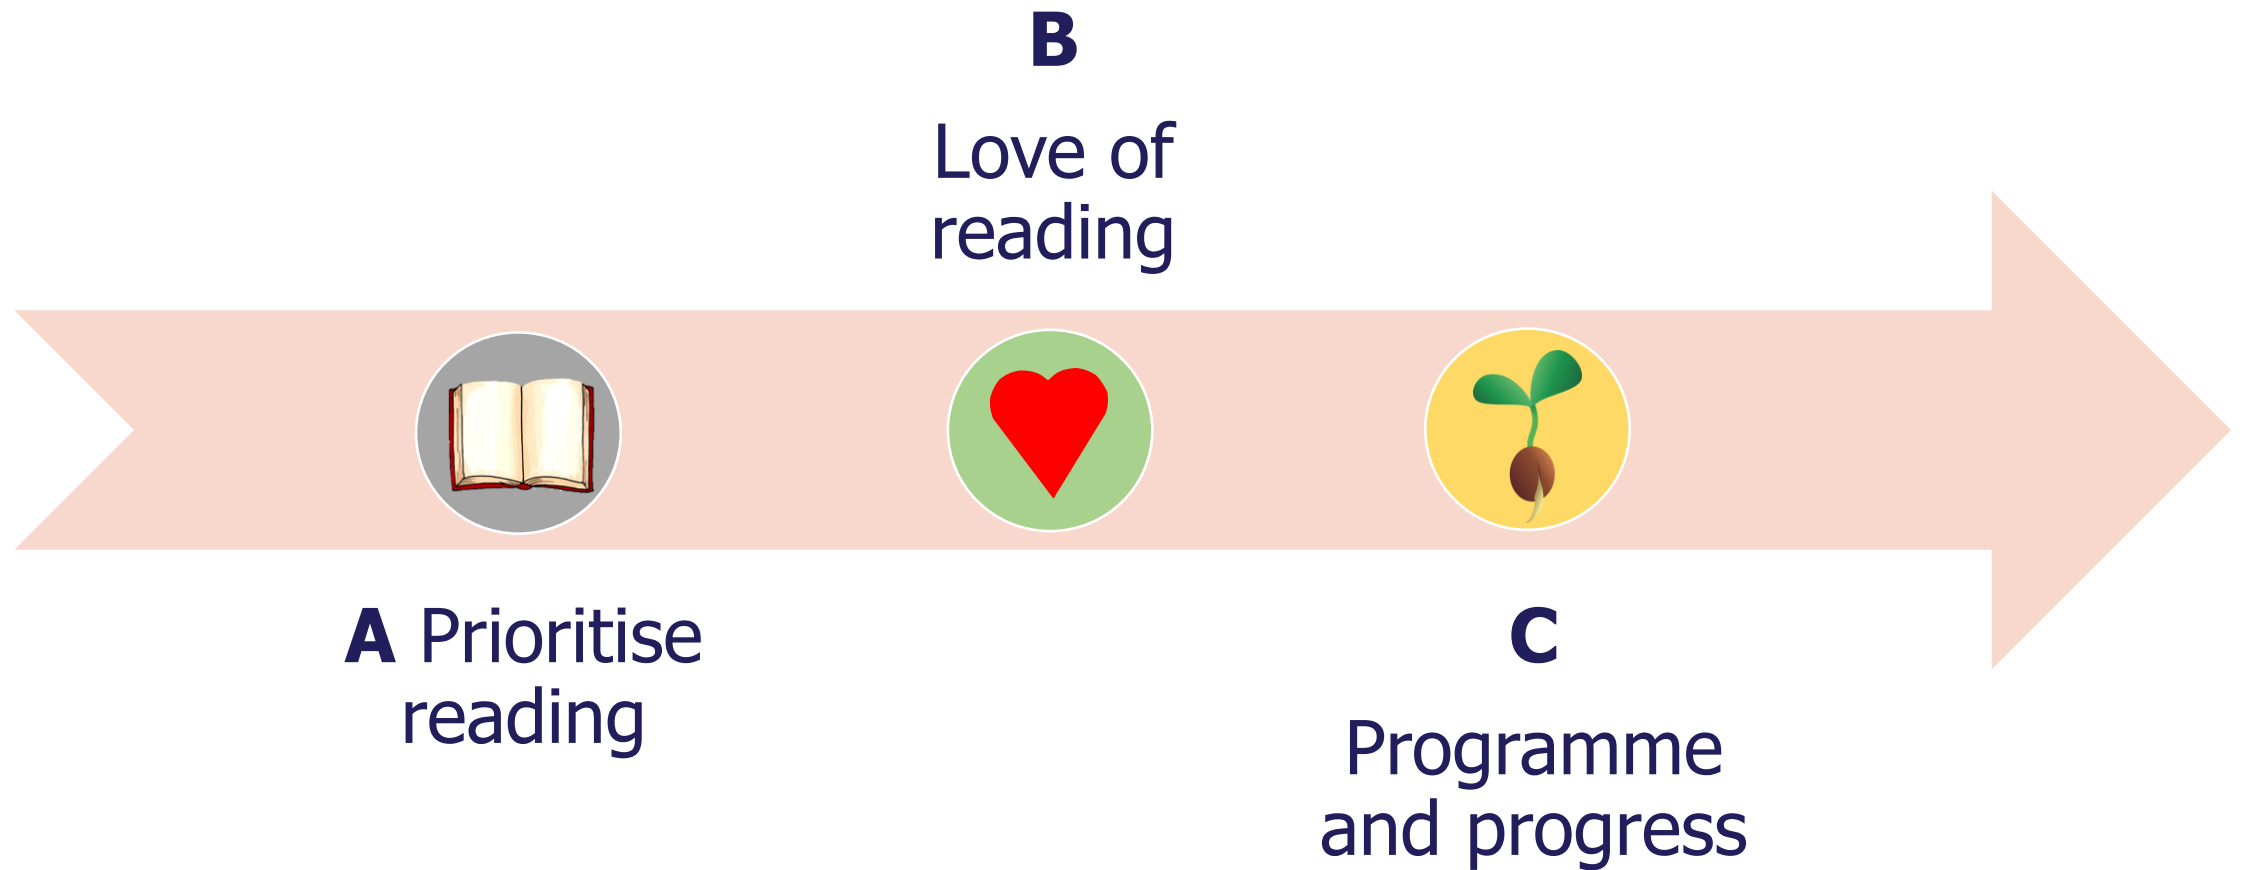 B
Love of
reading
A Prioritise
reading
C
Programme
and progress